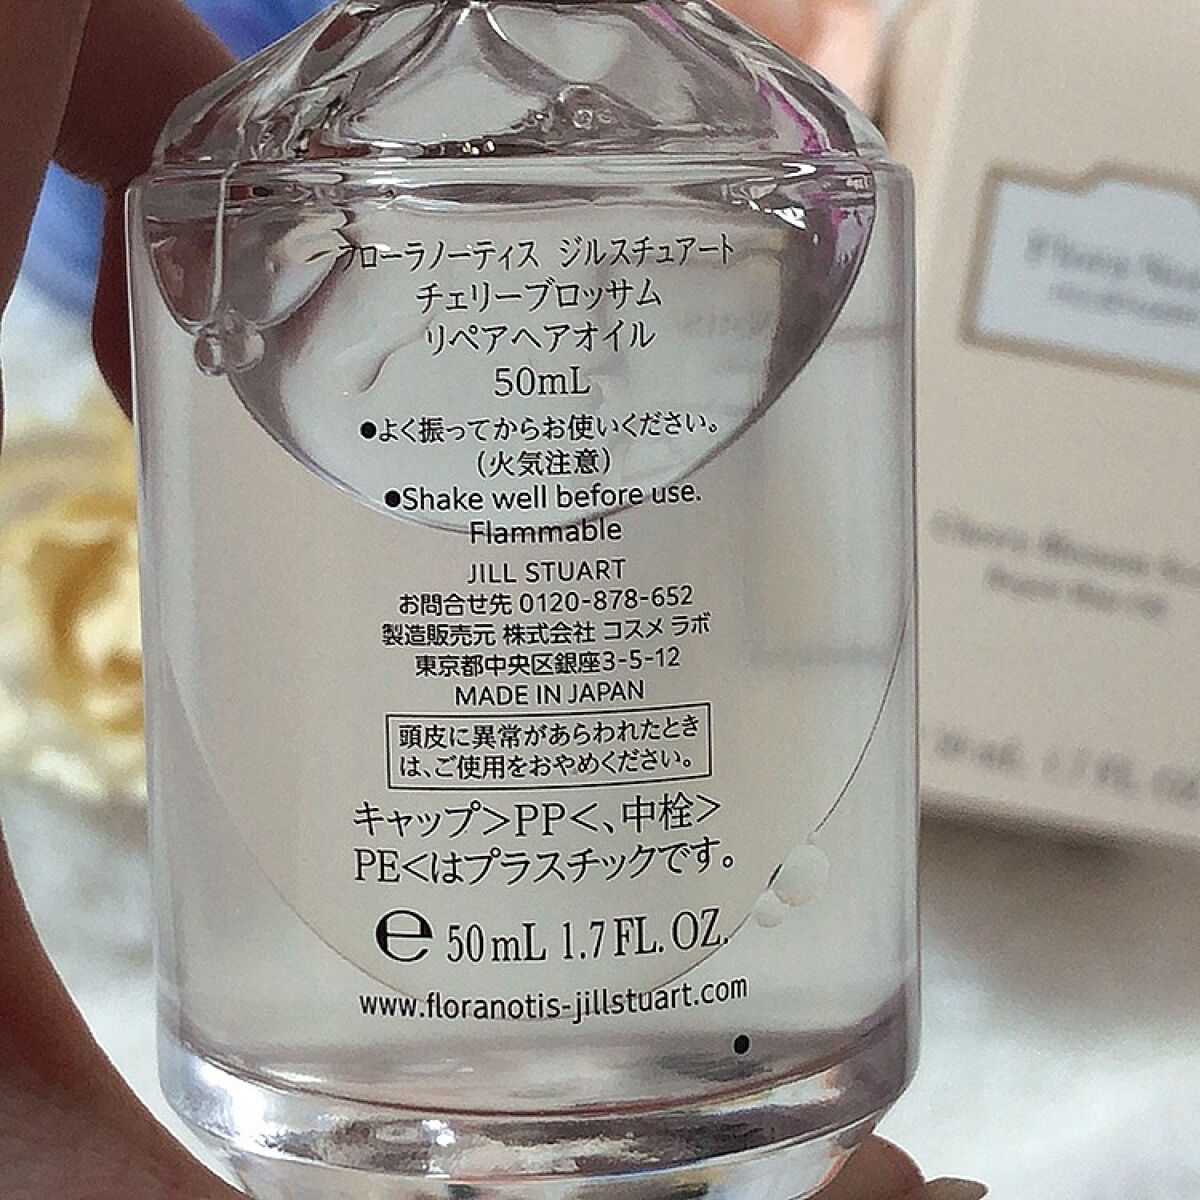 フローラノーティス ジルスチュアート
チェリーブロッサム
リペアヘアオイル
50mL
●よく振ってからお使いください。
(火気注意)
●Shake well before use.
Flammable
JILL STUART
お問合せ先 0120-878-652
製造販売元 株式会社 コスメ ラボ
東京都中央区銀座3-5-12
MADE IN JAPAN
頭皮に異常があらわれたとき
は、ご使用をおやめください。
キャップ>PP<、中栓>
PE<はプラスチックです。
℮ 50mL 1.7 FL. OZ.
www.floranotis-jillstuart.com